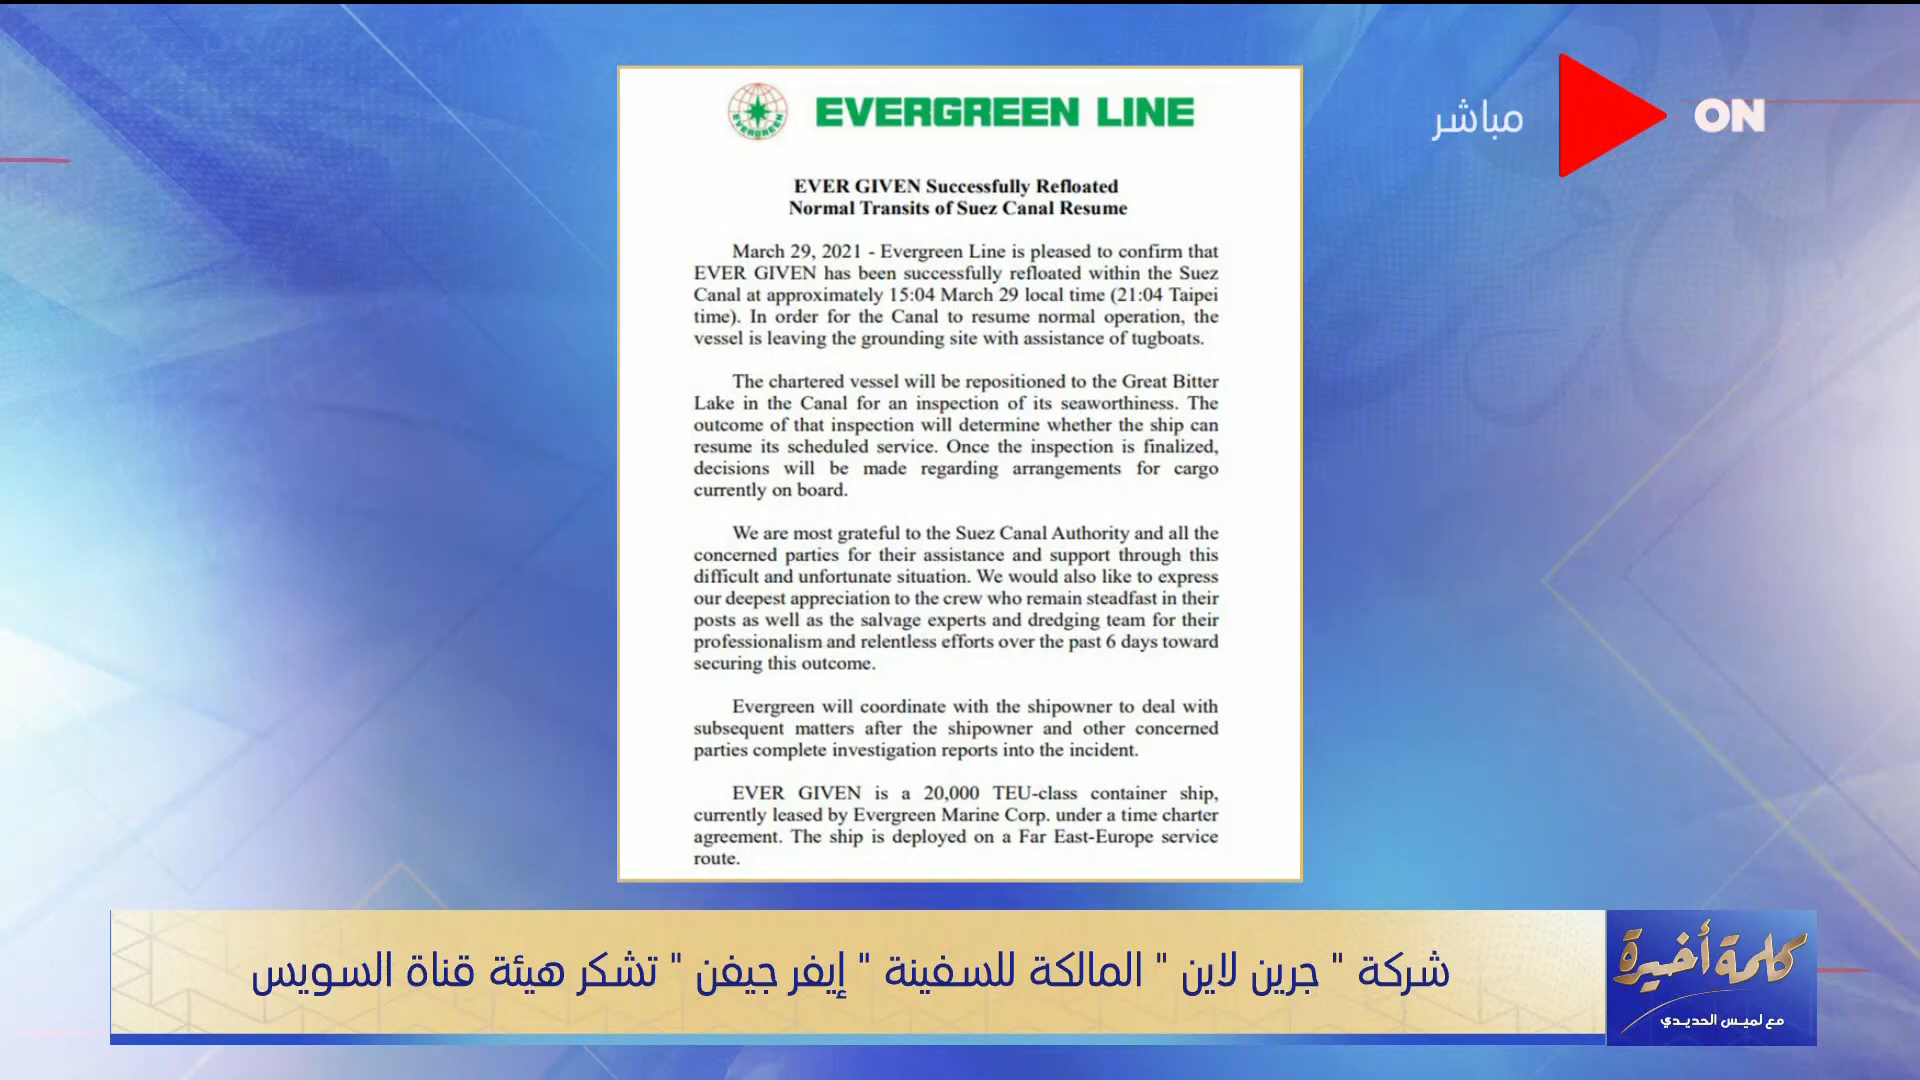 EVERGREEN
EVERGREEN LINE
مباشر
ON
EVER GIVEN Successfully Refloated
Normal Transits of Suez Canal Resume
March 29, 2021 - Evergreen Line is pleased to confirm that
EVER GIVEN has been successfully refloated within the Suez
Canal at approximately 15:04 March 29 local time (21:04 Taipei
time). In order for the Canal to resume normal operation, the
vessel is leaving the grounding site with assistance of tugboats.
The chartered vessel will be repositioned to the Great Bitter
Lake in the Canal for an inspection of its seaworthiness. The
outcome of that inspection will determine whether the ship can
resume its scheduled service. Once the inspection is finalized,
decisions will be made regarding arrangements for cargo
currently on board.
We are most grateful to the Suez Canal Authority and all the
concerned parties for their assistance and support through this
difficult and unfortunate situation. We would also like to express
our deepest appreciation to the crew who remain steadfast in their
posts as well as the salvage experts and dredging team for their
professionalism and relentless efforts over the past 6 days toward
securing this outcome.
Evergreen will coordinate with the shipowner to deal with
subsequent matters after the shipowner and other concerned
parties complete investigation reports into the incident.
EVER GIVEN is a 20,000 TEU-class container ship,
currently leased by Evergreen Marine Corp. under a time charter
agreement. The ship is deployed on a Far East-Europe service
route.
شركة " جرين لاين " المالكة للسفينة " إيفر جيفن " تشكر هيئة قناة السويس
كلمة أخيرة
مع لميس الحديدي